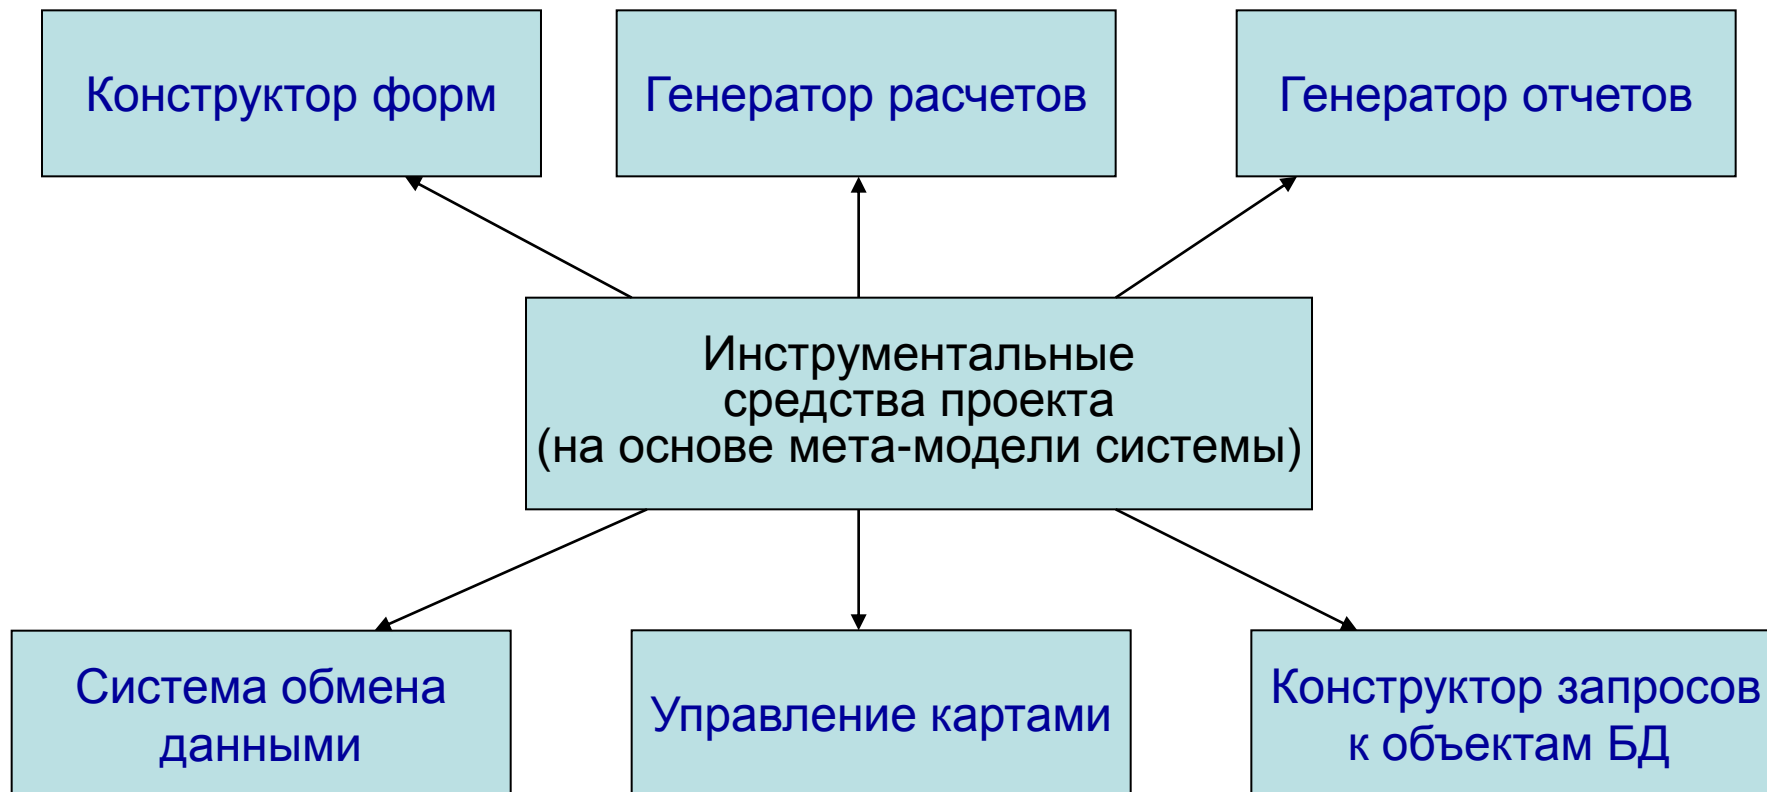 Конструктор форм
Генератор расчетов
Генератор отчетов
Инструментальные
средства проекта
(на основе мета-модели системы)
Система обмена
данными
Управление картами
Конструктор запросов
к объектам БД